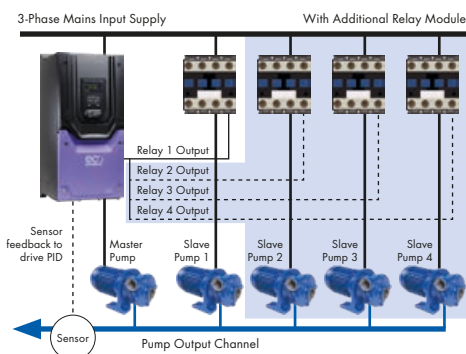 3-Phase Mains Input Supply
With Additional Relay Module
Relay 1 Output
Relay 2 Output
Relay 3 Output
Relay 4 Output
Sensor
feedback to
drive PID
Master
Pump
Slave
Pump 1
Slave
Pump 2
Slave
Pump 3
Slave
Pump 4
Sensor
Pump Output Channel